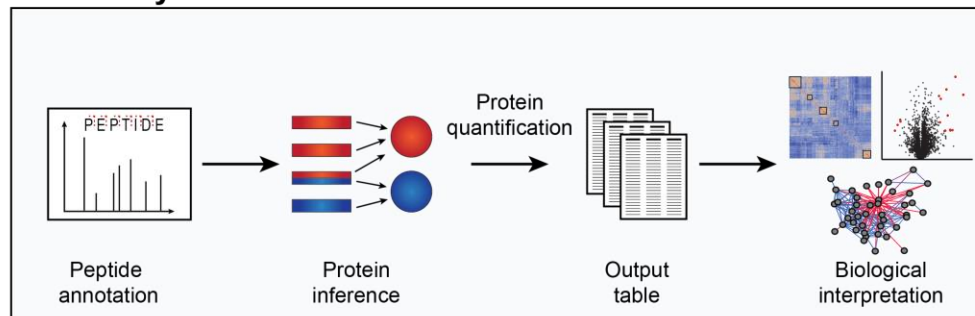 PEPTIDE
Protein
quantification
Peptide
annotation
Protein
inference
Output
table
Biological
interpretation